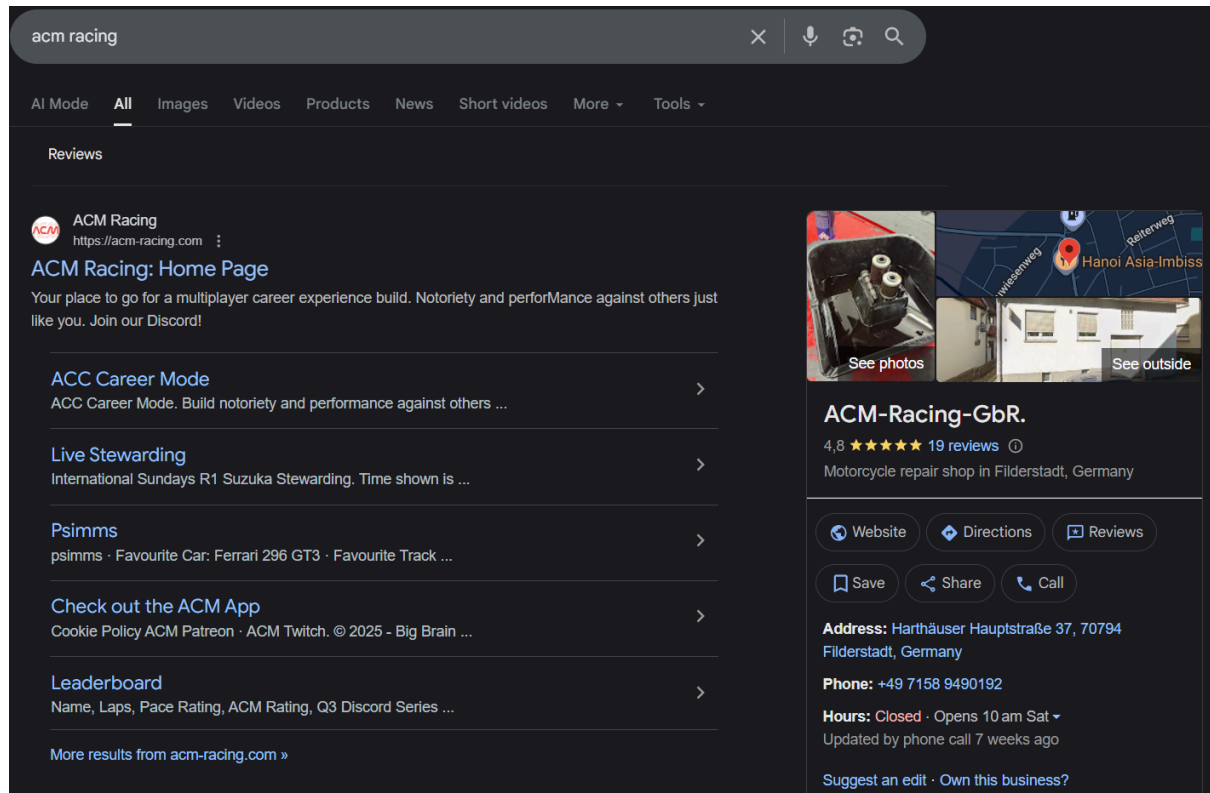 acm racing
AI Mode All Images Videos Products News Short videos More Tools
Reviews
ACM
ACM Racing
https://acm-racing.com
ACM Racing: Home Page
Your place to go for a multiplayer career experience build. Notoriety and perforMance against others just
like you. Join our Discord!
ACC Career Mode
ACC Career Mode. Build notoriety and performance against others ...
Live Stewarding
International Sundays R1 Suzuka Stewarding. Time shown is ...
Psimms
psimms · Favourite Car: Ferrari 296 GT3 · Favourite Track ...
Check out the ACM App
Cookie Policy ACM Patreon · ACM Twitch. © 2025 - Big Brain ...
Leaderboard
Name, Laps, Pace Rating, ACM Rating, Q3 Discord Series ...
More results from acm-racing.com »
See photos
Reiterweg
Hanoi Asia-Imbiss
See outside
ACM-Racing-GbR.
4,8 19 reviews
Motorcycle repair shop in Filderstadt, Germany
Website Directions Reviews
Save Share Call
Address: Harthäuser Hauptstraße 37, 70794
Filderstadt, Germany
Phone: +49 7158 9490192
Hours: Closed · Opens 10 am Sat
Updated by phone call 7 weeks ago
Suggest an edit · Own this business?